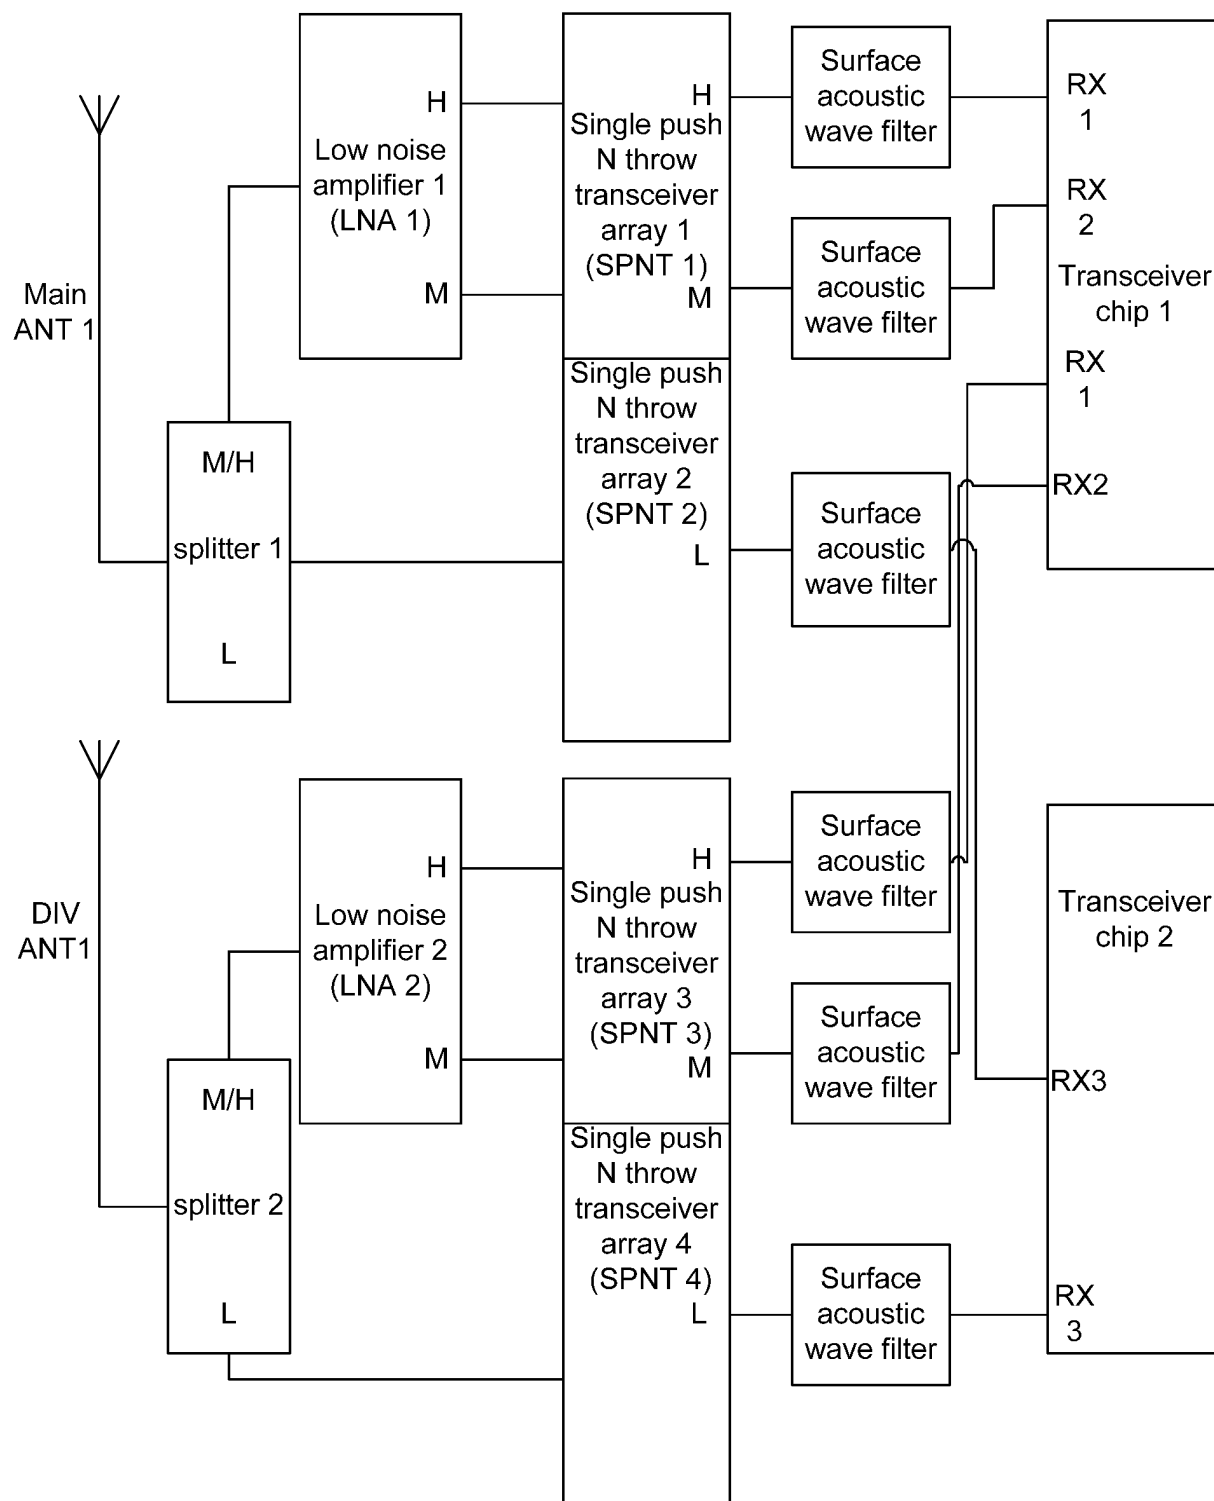 Main
ANT 1
M/H
splitter 1
L
H
Low noise
amplifier 1
(LNA 1)
M
Single push
N throw
transceiver
array 1
(SPNT 1)
H
M
Single push
N throw
transceiver
array 2
(SPNT 2)
L
Surface
acoustic
wave filter
Surface
acoustic
wave filter
Surface
acoustic
wave filter
RX
1
RX
2
Transceiver
chip 1
RX
1
RX2
DIV
ANT1
M/H
splitter 2
L
H
Low noise
amplifier 2
(LNA 2)
M
H
Single push
N throw
transceiver
array 3
(SPNT 3)
M
Single push
N throw
transceiver
array 4
(SPNT 4)
L
Surface
acoustic
wave filter
Surface
acoustic
wave filter
Surface
acoustic
wave filter
Transceiver
chip 2
RX3
RX
3